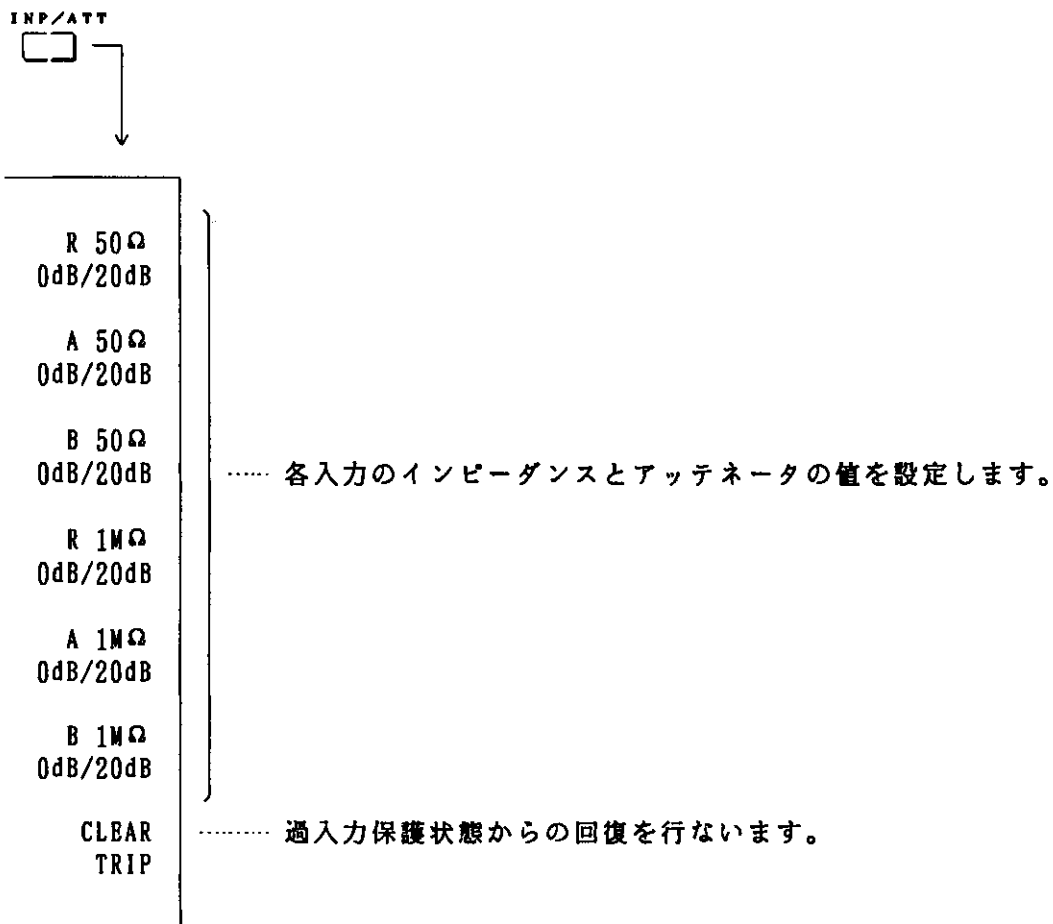 INP/ATT
R 50Ω
0dB/20dB
A 50Ω
0dB/20dB
B 50Ω
0dB/20dB …… 各入力のインピーダンスとアッテネータの値を設定します。
R 1MΩ
0dB/20dB
A 1MΩ
0dB/20dB
B 1MΩ
0dB/20dB
CLEAR ……… 過入力保護状態からの回復を行ないます。
TRIP